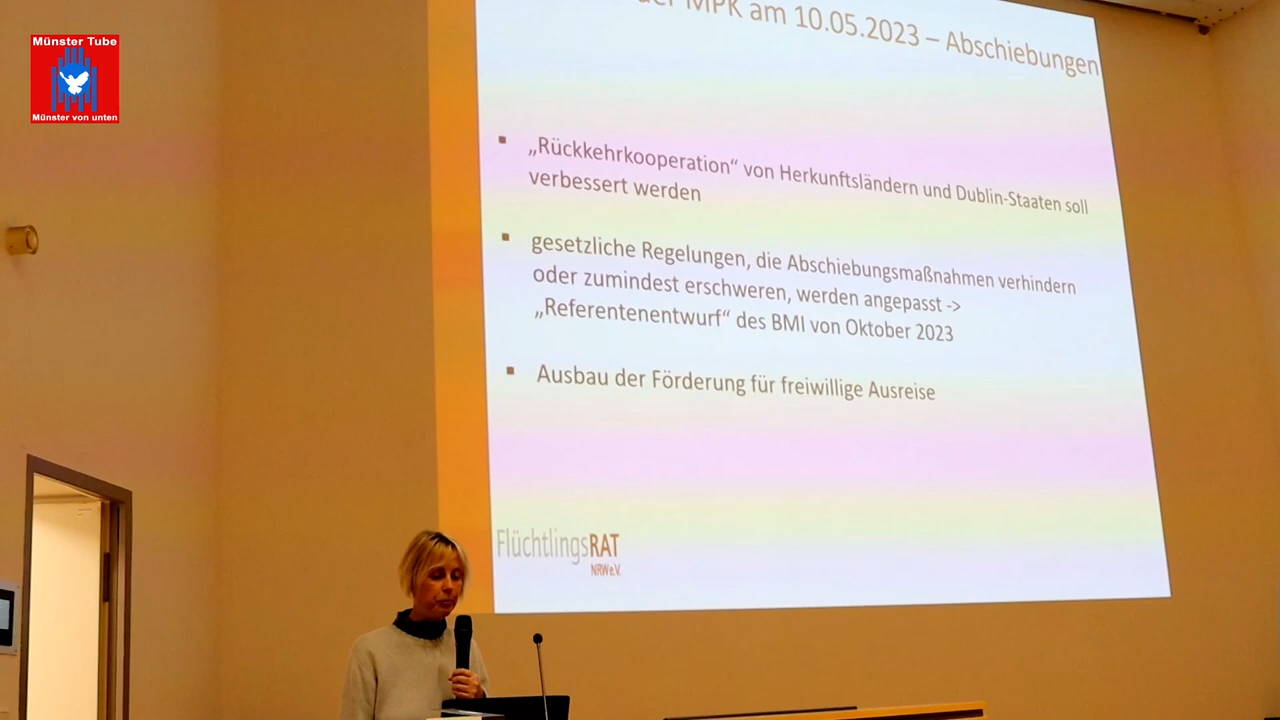 Münster Tube
Münster von unten
MPK am 10.05.2023 – Abschiebungen
„Rückkehrkooperation“ von Herkunftsländern und Dublin-Staaten soll
verbessert werden
gesetzliche Regelungen, die Abschiebungsmaßnahmen verhindern
oder zumindest erschweren, werden angepasst ->
„Referentenentwurf“ des BMI von Oktober 2023
Ausbau der Förderung für freiwillige Ausreise
FlüchtlingsRAT
NRW e.V.